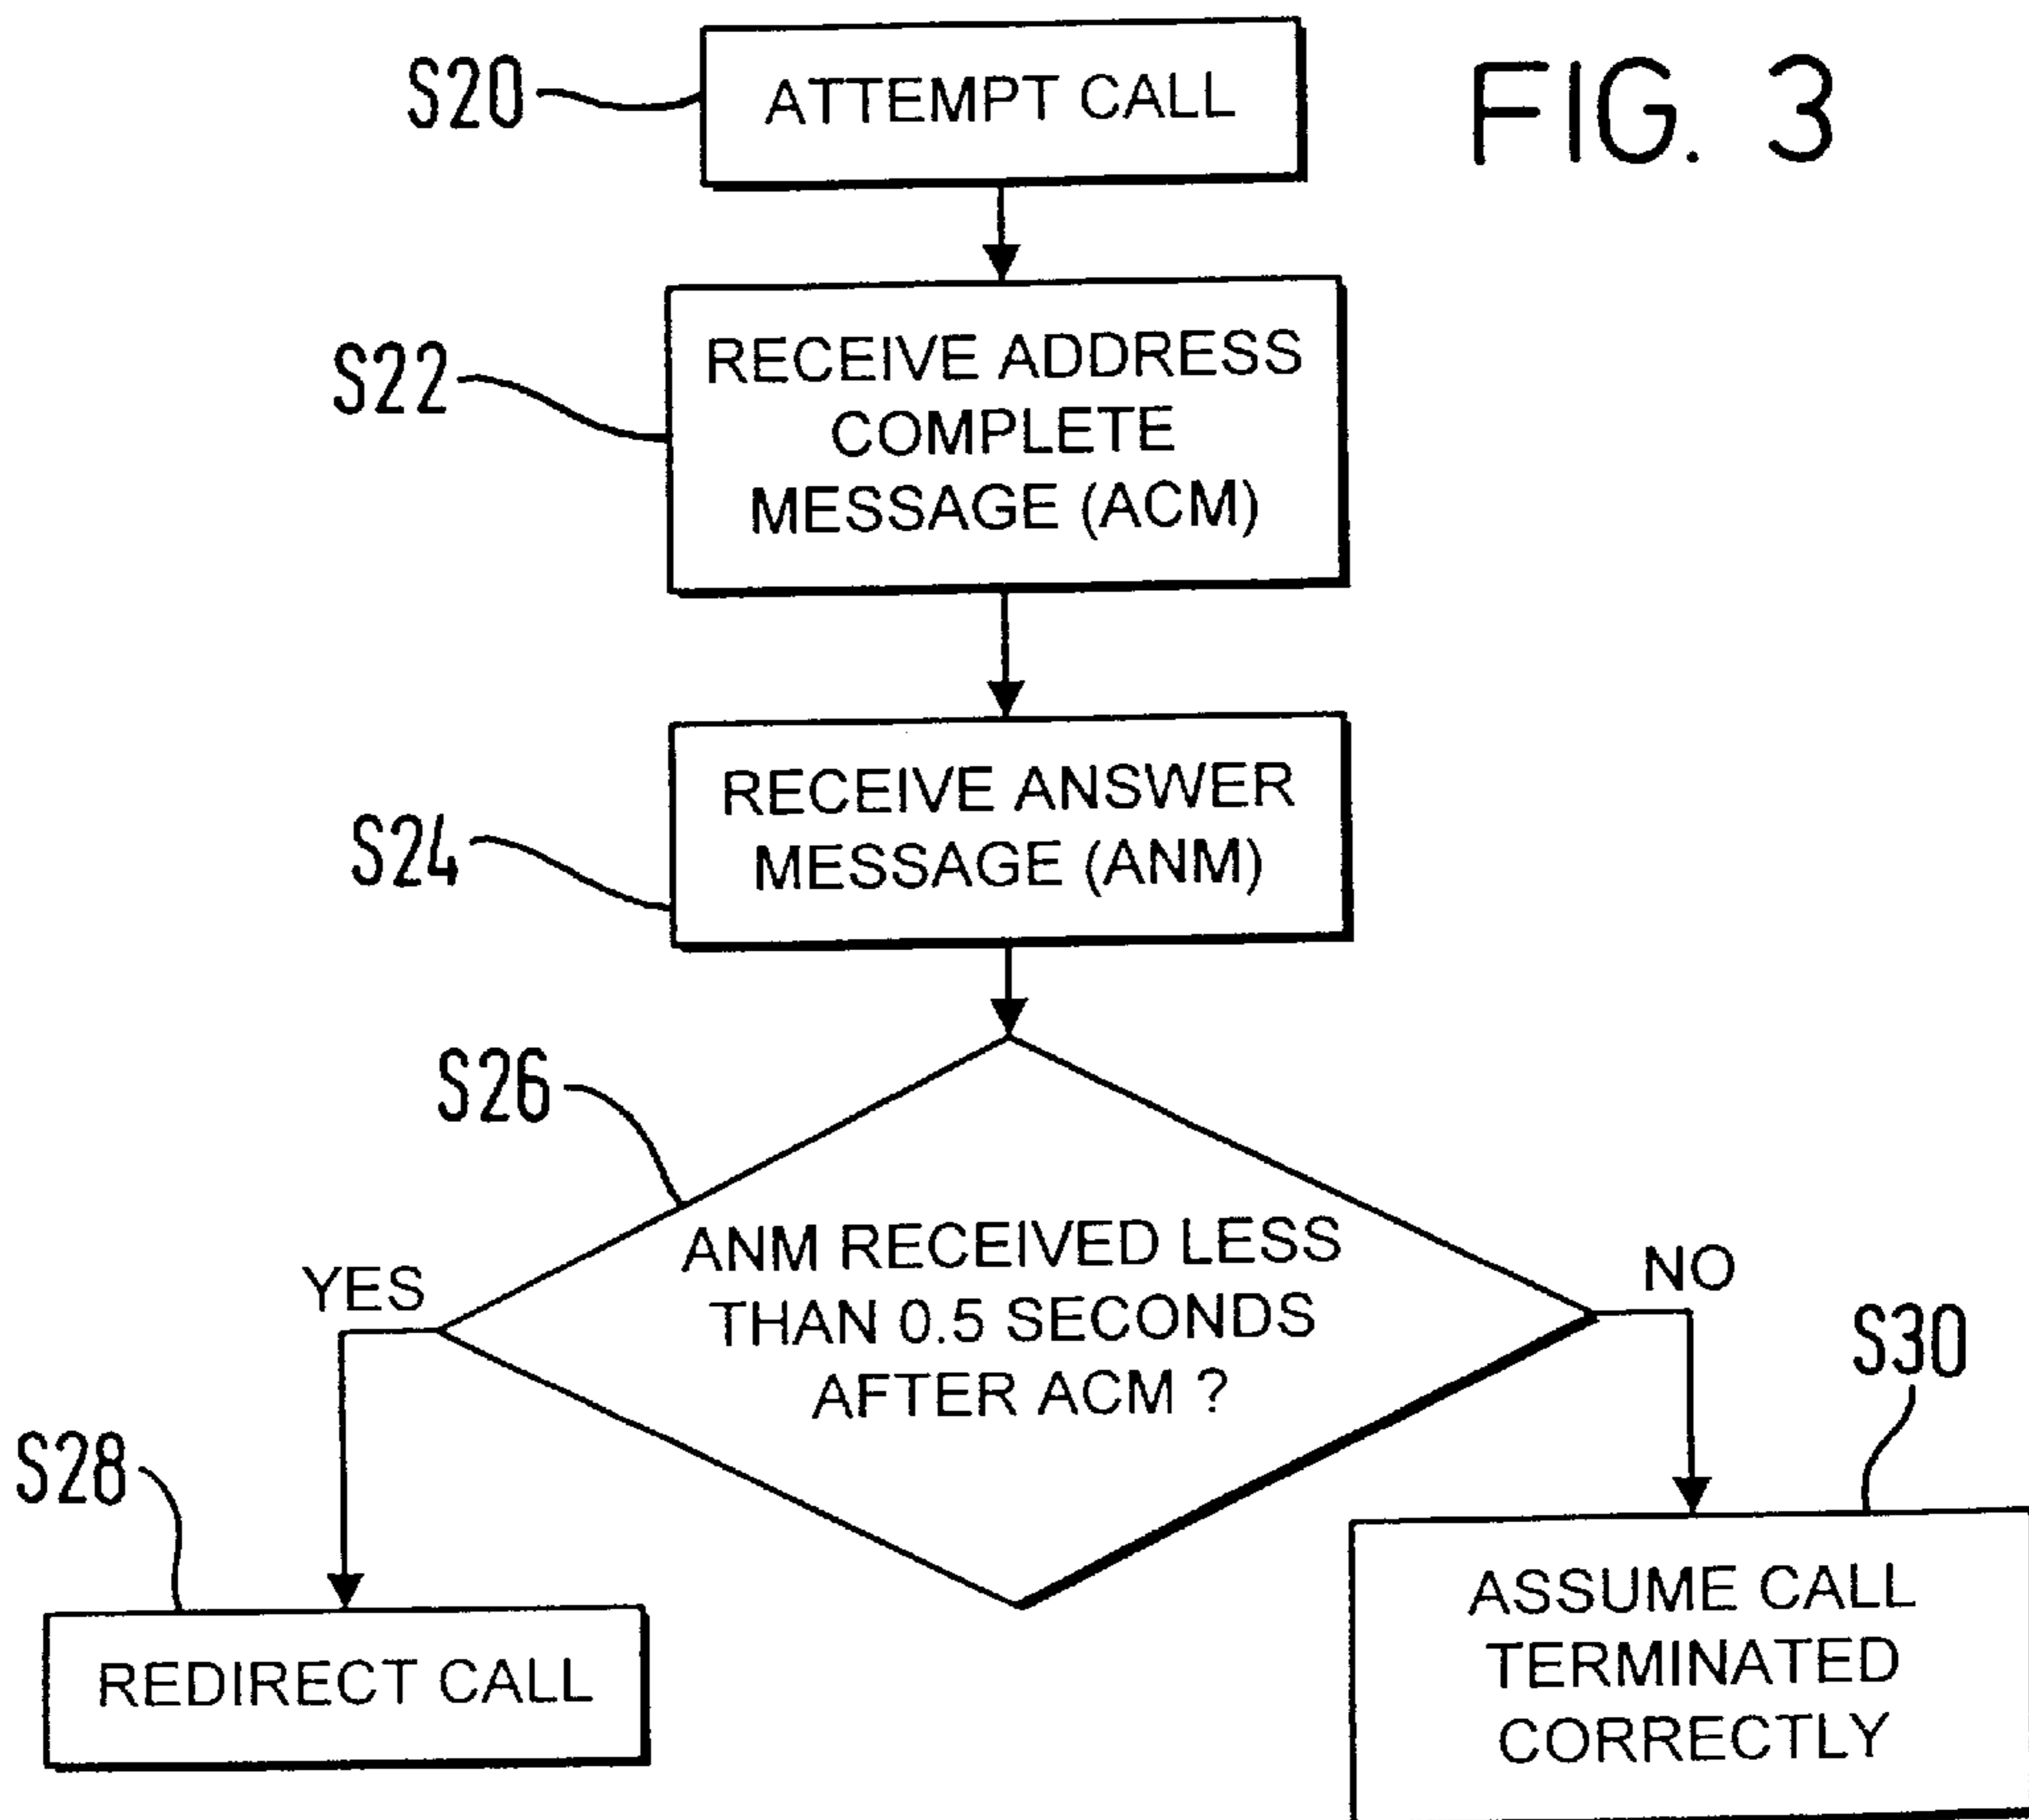 FIG. 3
S20
ATTEMPT CALL
S22
RECEIVE ADDRESS
COMPLETE
MESSAGE (ACM)
S24
RECEIVE ANSWER
MESSAGE (ANM)
S26
ANM RECEIVED LESS
THAN 0.5 SECONDS
AFTER ACM ?
YES
NO
S28
REDIRECT CALL
S30
ASSUME CALL
TERMINATED
CORRECTLY